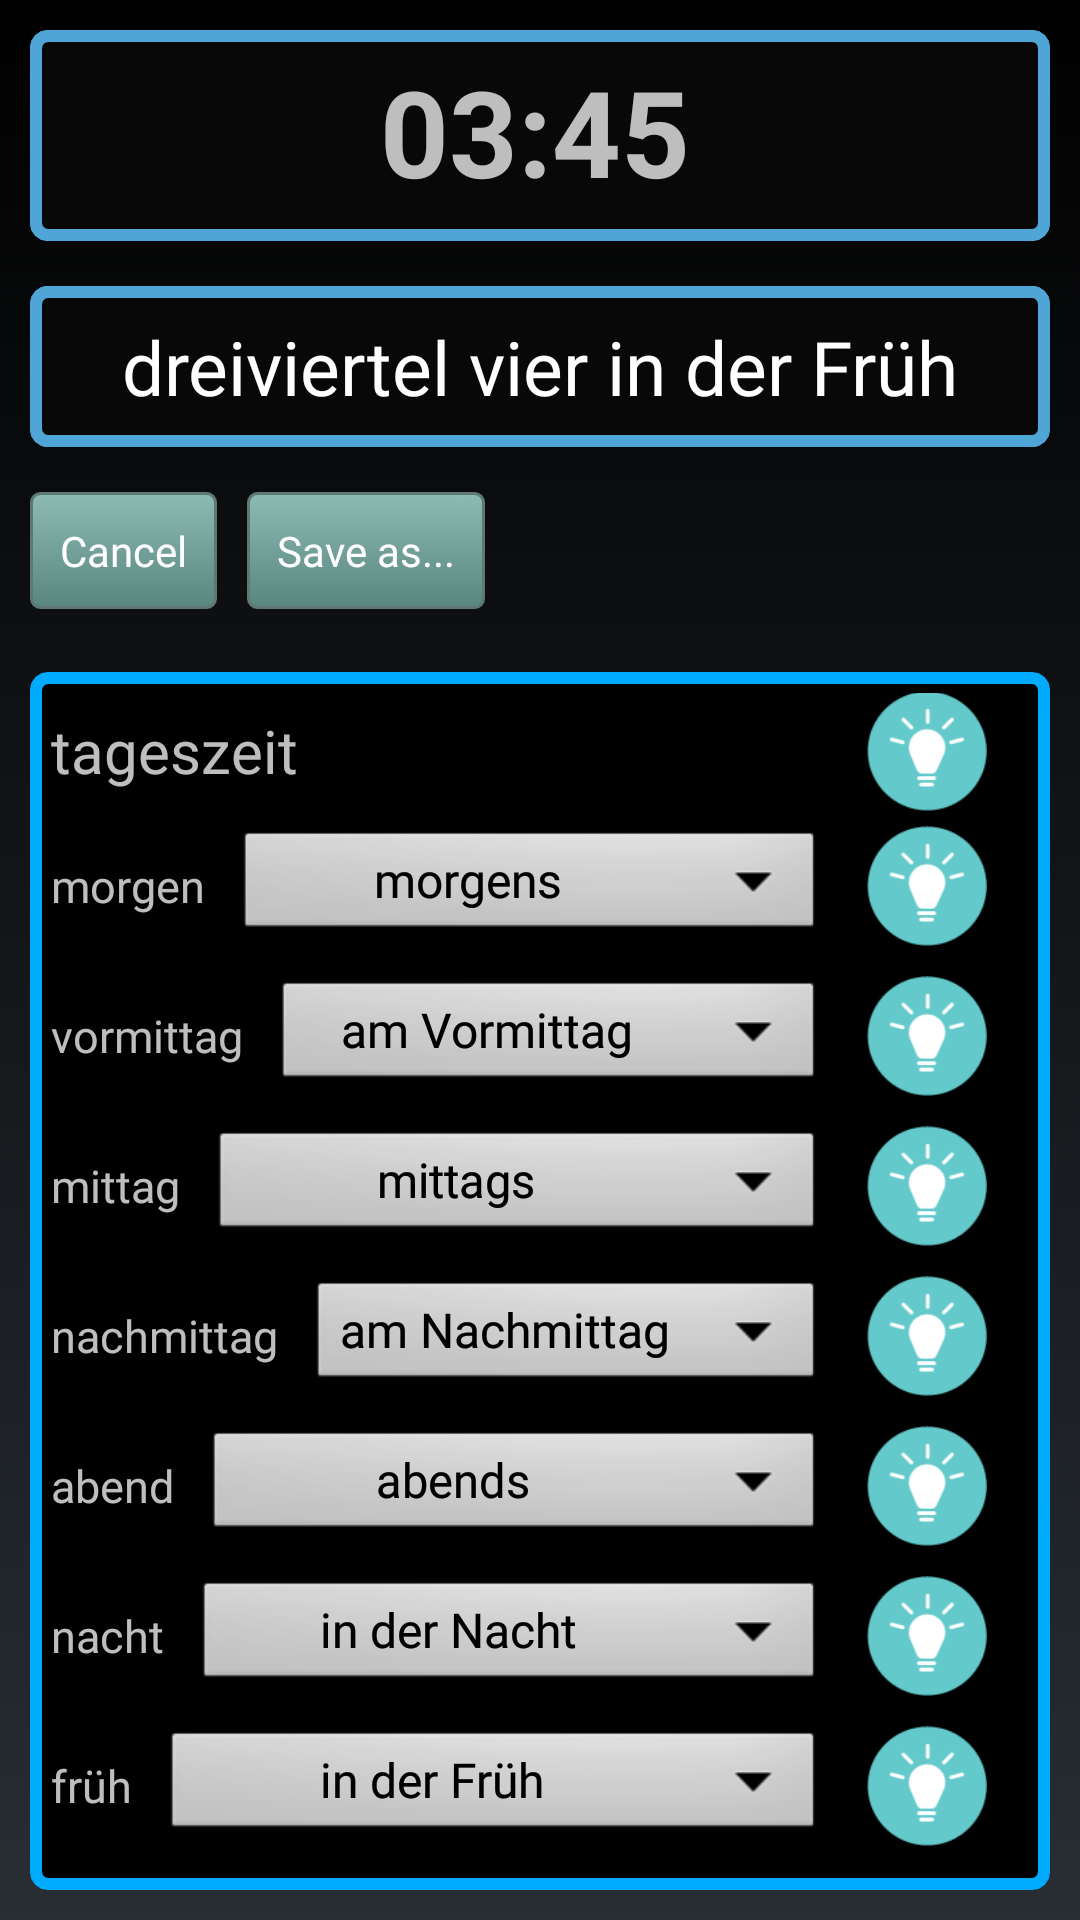 03:45
dreiviertel vier in der Früh
Cancel
Save as...
tageszeit
morgen morgens
vormittag am Vormittag
mittag mittags
nachmittag am Nachmittag
abend abends
nacht in der Nacht
früh in der Früh